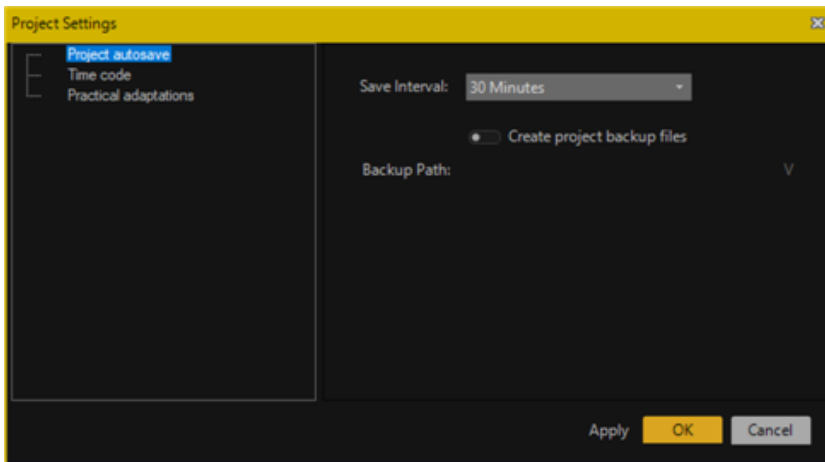 Project Settings
Project autosave
Time code
Practical adaptations
Save Interval: 30 Minutes
Create project backup files
Backup Path: V
Apply OK Cancel